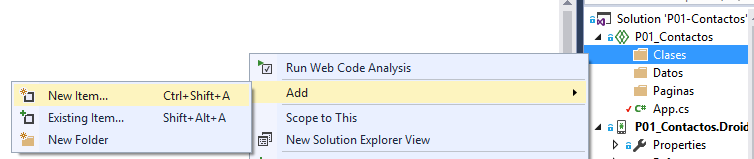 New Item... Ctrl+Shift+A
Existing Item... Shift+Alt+A
New Folder
Run Web Code Analysis
Add
Scope to This
New Solution Explorer View
Solution 'P01-Contactos'
P01_Contactos
Clases
Datos
Paginas
C# App.cs
P01_Contactos.Droid
Properties